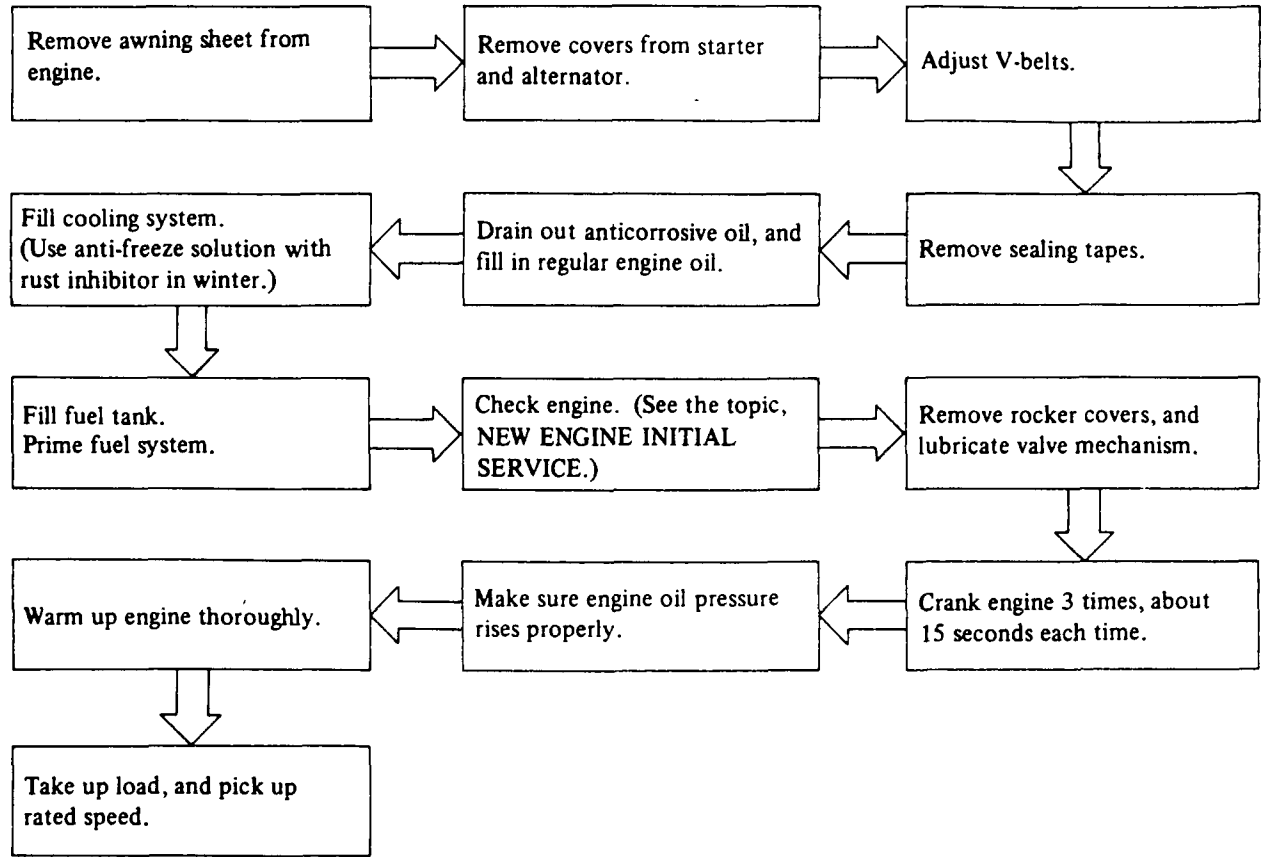 Remove awning sheet from
engine.
Remove covers from starter
and alternator.
Adjust V-belts.
Remove sealing tapes.
Drain out anticorrosive oil, and
fill in regular engine oil.
Fill cooling system.
(Use anti-freeze solution with
rust inhibitor in winter.)
Fill fuel tank.
Prime fuel system.
Check engine. (See the topic,
NEW ENGINE INITIAL
SERVICE.)
Remove rocker covers, and
lubricate valve mechanism.
Crank engine 3 times, about
15 seconds each time.
Make sure engine oil pressure
rises properly.
Warm up engine thoroughly.
Take up load, and pick up
rated speed.